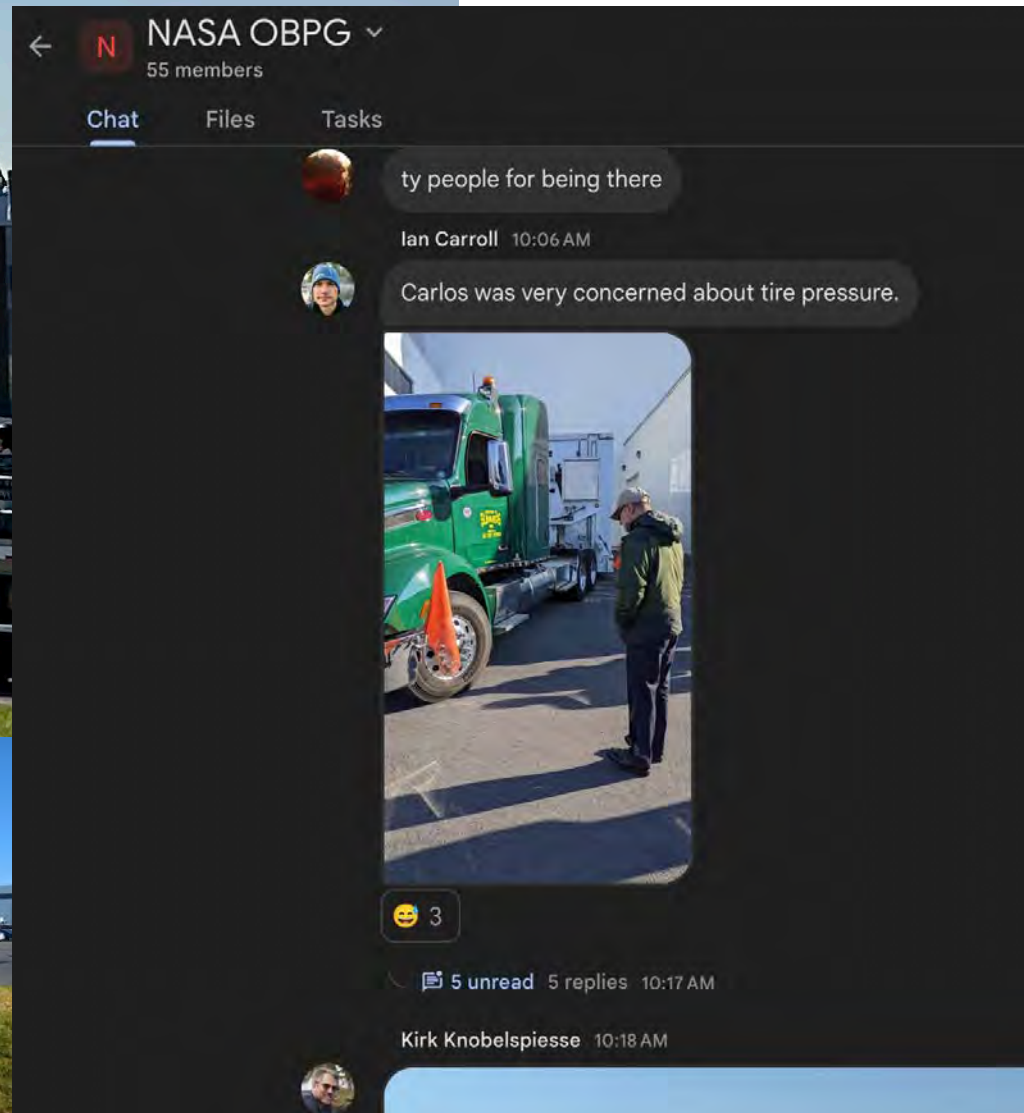 N
NASA OBPG
55 members
Chat Files Tasks
ty people for being there
Ian Carroll 10:06 AM
Carlos was very concerned about tire pressure.
3
5 unread 5 replies 10:17 AM
Kirk Knobelspiesse 10:18 AM